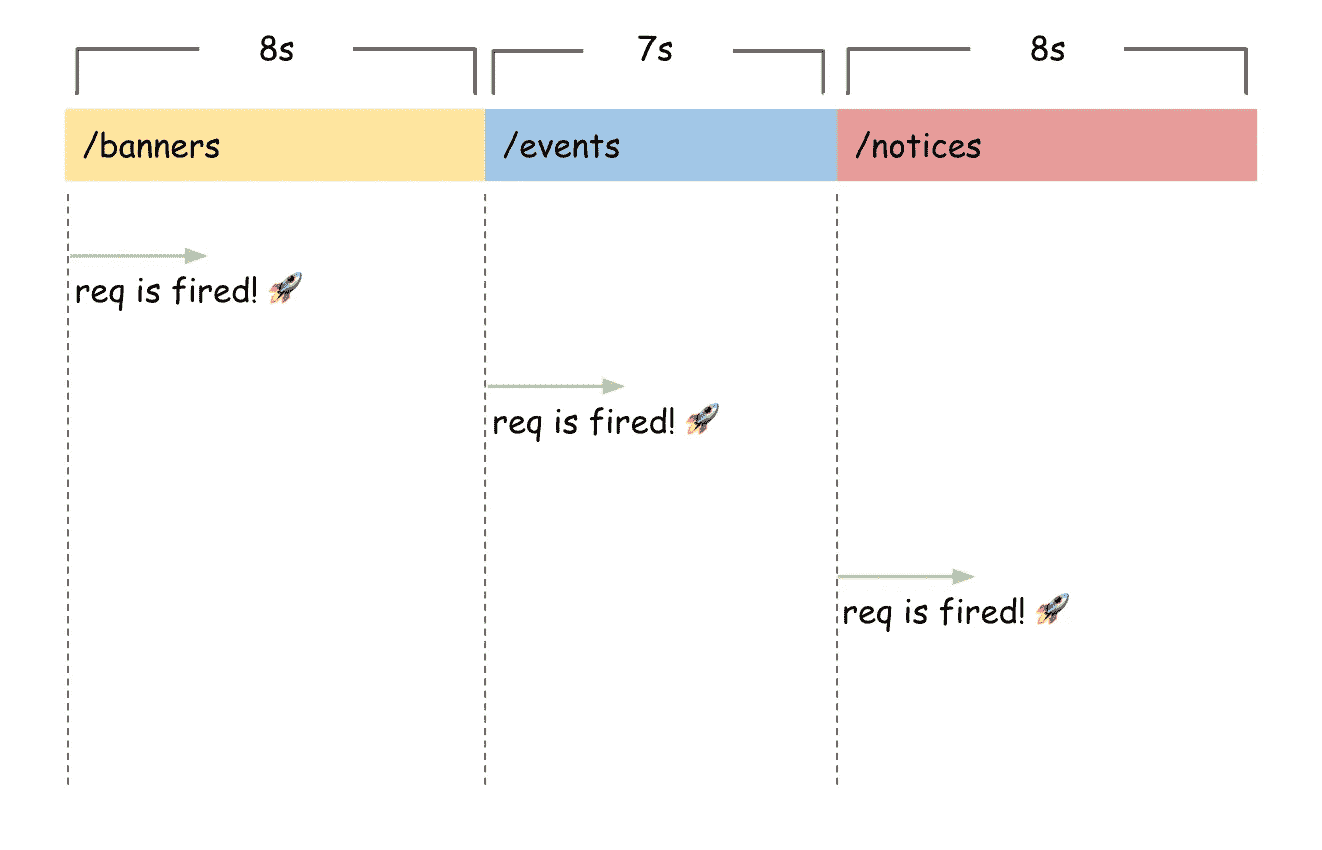 8s 7s 8s
/banners /events /notices
req is fired! 🚀
req is fired! 🚀
req is fired! 🚀